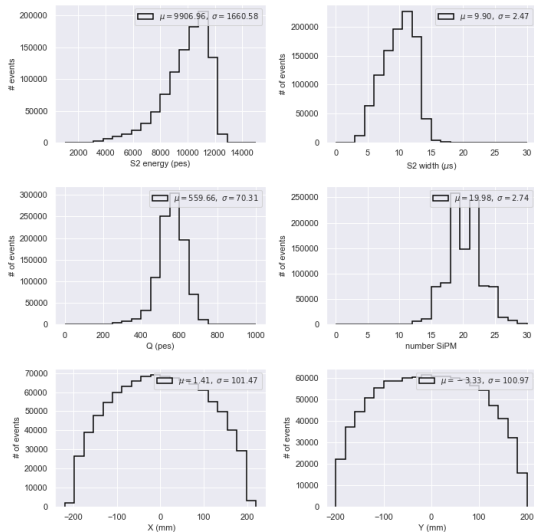 μ=9906.96, σ=1660.58
200000
150000
100000
50000
0
# of events
2000 4000 6000 8000 10000 12000 14000
S2 energy (pes)
μ=9.90, σ=2.47
200000
150000
100000
50000
0
# of events
0 5 10 15 20 25 30
S2 width (μs)
μ=559.66, σ=70.31
300000
250000
200000
150000
100000
50000
0
# of events
0 200 400 600 800 1000
Q (pes)
μ=19.98, σ=2.74
250000
200000
150000
100000
50000
0
# of events
0 5 10 15 20 25 30
number SiPM
μ=1.41, σ=101.47
70000
60000
50000
40000
30000
20000
10000
0
# of events
−200 −100 0 100 200
X (mm)
μ=−3.33, σ=100.97
60000
50000
40000
30000
20000
10000
0
# of events
−200 −100 0 100 200
Y (mm)